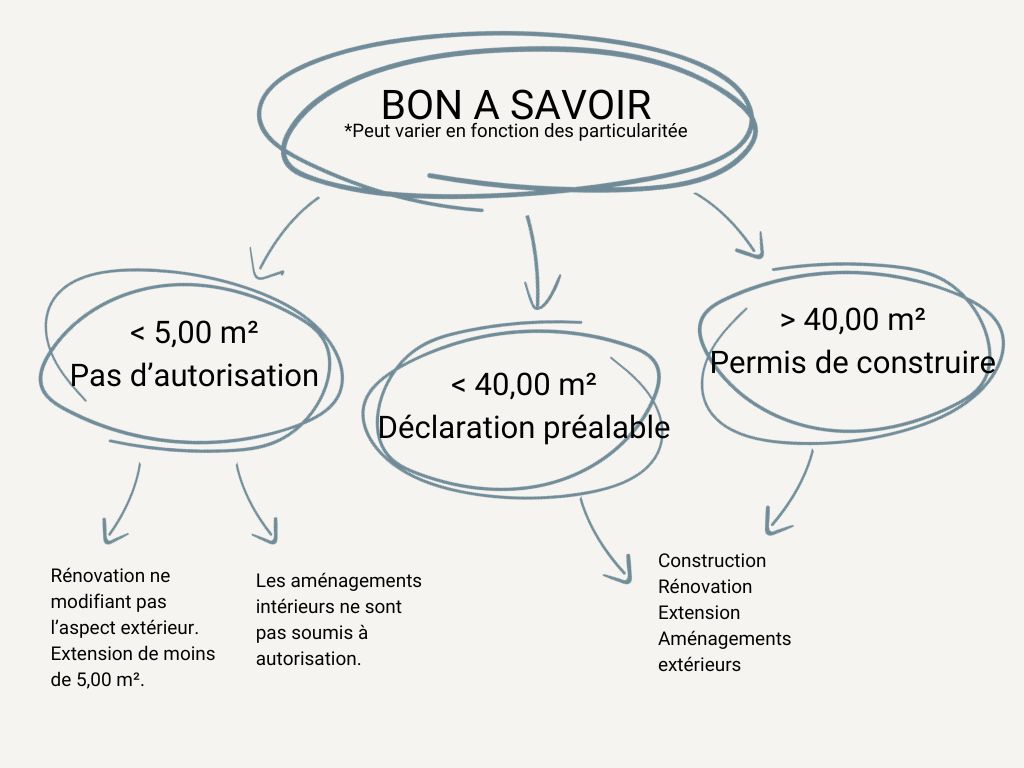 BON A SAVOIR
*Peut varier en fonction des particularitée
< 5,00 m²
Pas d’autorisation
< 40,00 m²
Déclaration préalable
> 40,00 m²
Permis de construire
Rénovation ne
modifiant pas
l’aspect extérieur.
Extension de moins
de 5,00 m².
Les aménagements
intérieurs ne sont
pas soumis à
autorisation.
Construction
Rénovation
Extension
Aménagements
extérieurs